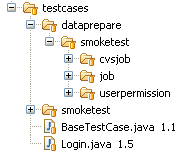 testcases
dataprepare
smoketest
cvsjob
job
userpermission
smoketest
BaseTestCase.java 1.1
Login.java 1.5